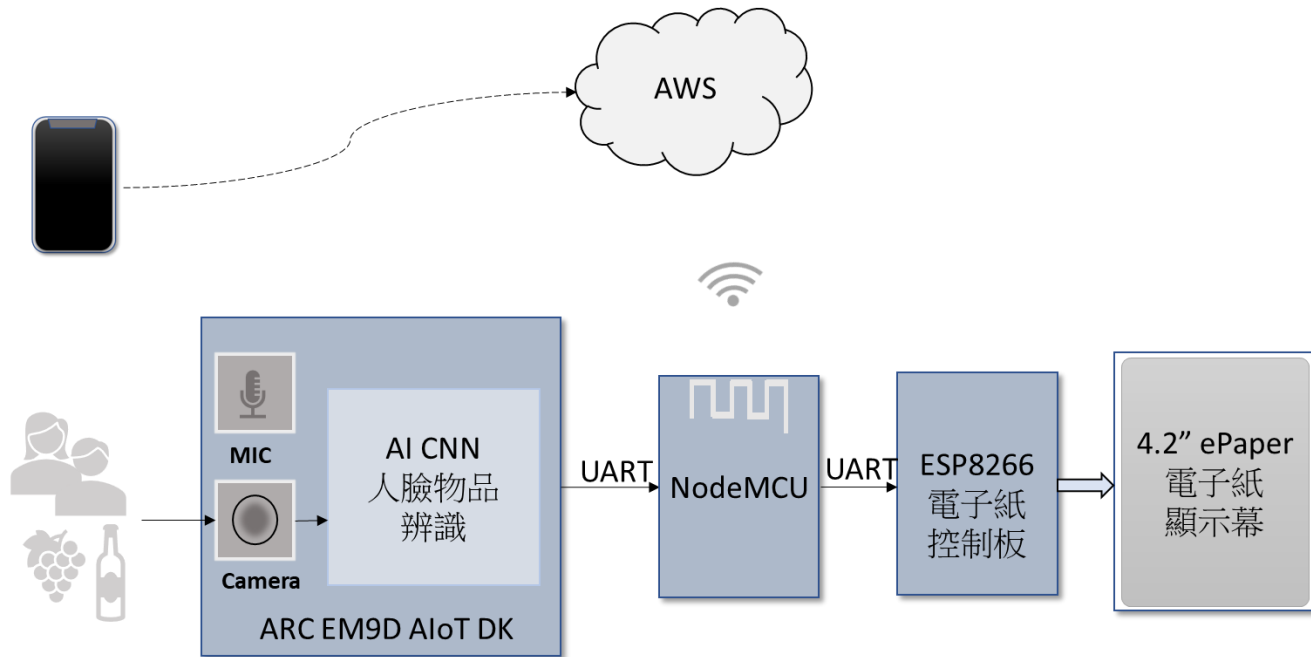 AWS
MIC
Camera
AI CNN
人臉物品
辨識
ARC EM9D AIoT DK
UART
NodeMCU
UART
ESP8266
電子紙
控制板
4.2” ePaper
電子紙
顯示幕